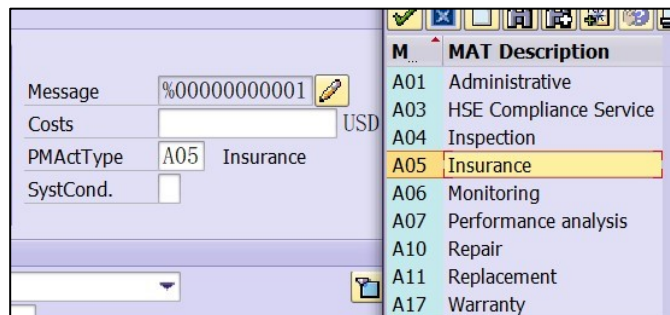 Message %00000000001
Costs USD
PMActType A05 Insurance
SystCond.
M.. MAT Description
A01 Administrative
A03 HSE Compliance Service
A04 Inspection
A05 Insurance
A06 Monitoring
A07 Performance analysis
A10 Repair
A11 Replacement
A17 Warranty